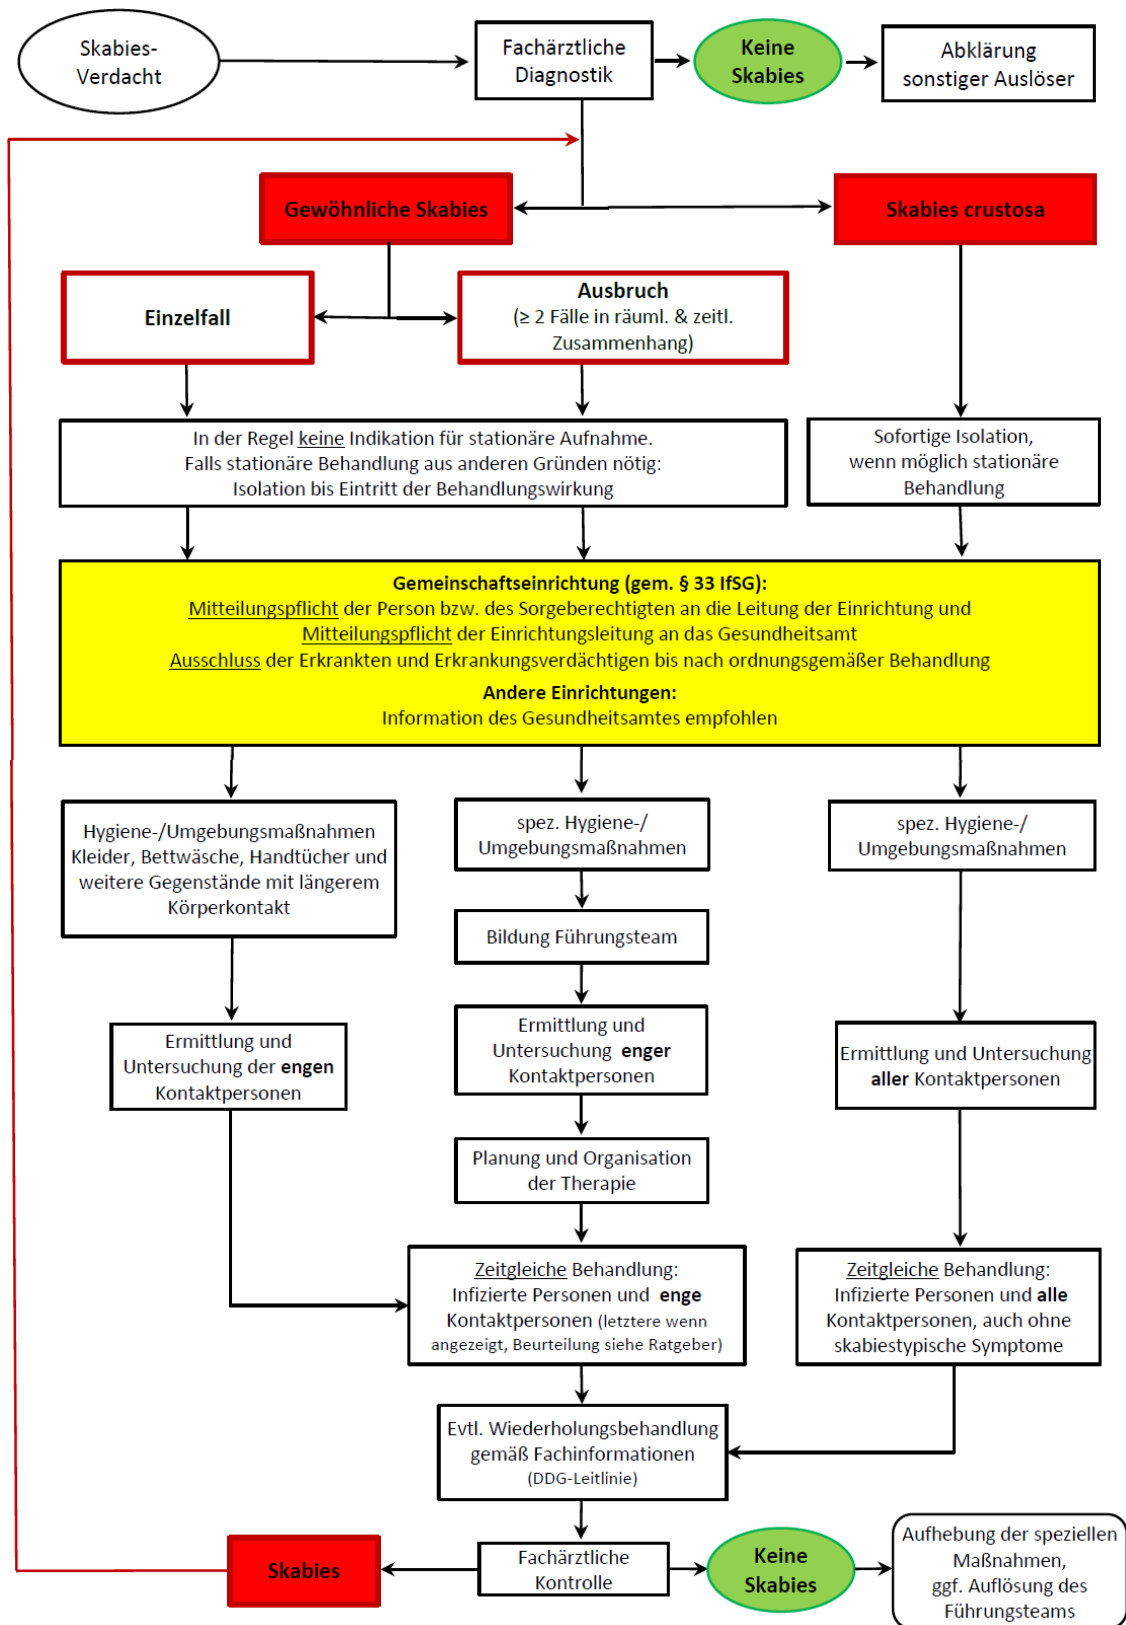 Skabies-
Verdacht
Fachärztliche
Diagnostik
Keine
Skabies
Abklärung
sonstiger Auslöser
Gewöhnliche Skabies
Skabies crustosa
Einzelfall
Ausbruch
(≥ 2 Fälle in räuml. & zeitl.
Zusammenhang)
In der Regel keine Indikation für stationäre Aufnahme.
Falls stationäre Behandlung aus anderen Gründen nötig:
Isolation bis Eintritt der Behandlungswirkung
Sofortige Isolation,
wenn möglich stationäre
Behandlung
Gemeinschaftseinrichtung (gem. § 33 IfSG):
Mitteilungspflicht der Person bzw. des Sorgeberechtigten an die Leitung der Einrichtung und
Mitteilungspflicht der Einrichtungsleitung an das Gesundheitsamt
Ausschluss der Erkrankten und Erkrankungsverdächtigen bis nach ordnungsgemäßer Behandlung
Andere Einrichtungen:
Information des Gesundheitsamtes empfohlen
Hygiene-/Umgebungsmaßnahmen
Kleider, Bettwäsche, Handtücher und
weitere Gegenstände mit längerem
Körperkontakt
spez. Hygiene-/
Umgebungsmaßnahmen
spez. Hygiene-/
Umgebungsmaßnahmen
Bildung Führungsteam
Ermittlung und
Untersuchung der engen
Kontaktpersonen
Ermittlung und
Untersuchung enger
Kontaktpersonen
Ermittlung und Untersuchung
aller Kontaktpersonen
Planung und Organisation
der Therapie
Zeitgleiche Behandlung:
Infizierte Personen und enge
Kontaktpersonen (letztere wenn
angezeigt, Beurteilung siehe Ratgeber)
Zeitgleiche Behandlung:
Infizierte Personen und alle
Kontaktpersonen, auch ohne
skabiestypische Symptome
Evtl. Wiederholungsbehandlung
gemäß Fachinformationen
(DDG-Leitlinie)
Skabies
Fachärztliche
Kontrolle
Keine
Skabies
Aufhebung der speziellen
Maßnahmen,
ggf. Auflösung des
Führungsteams